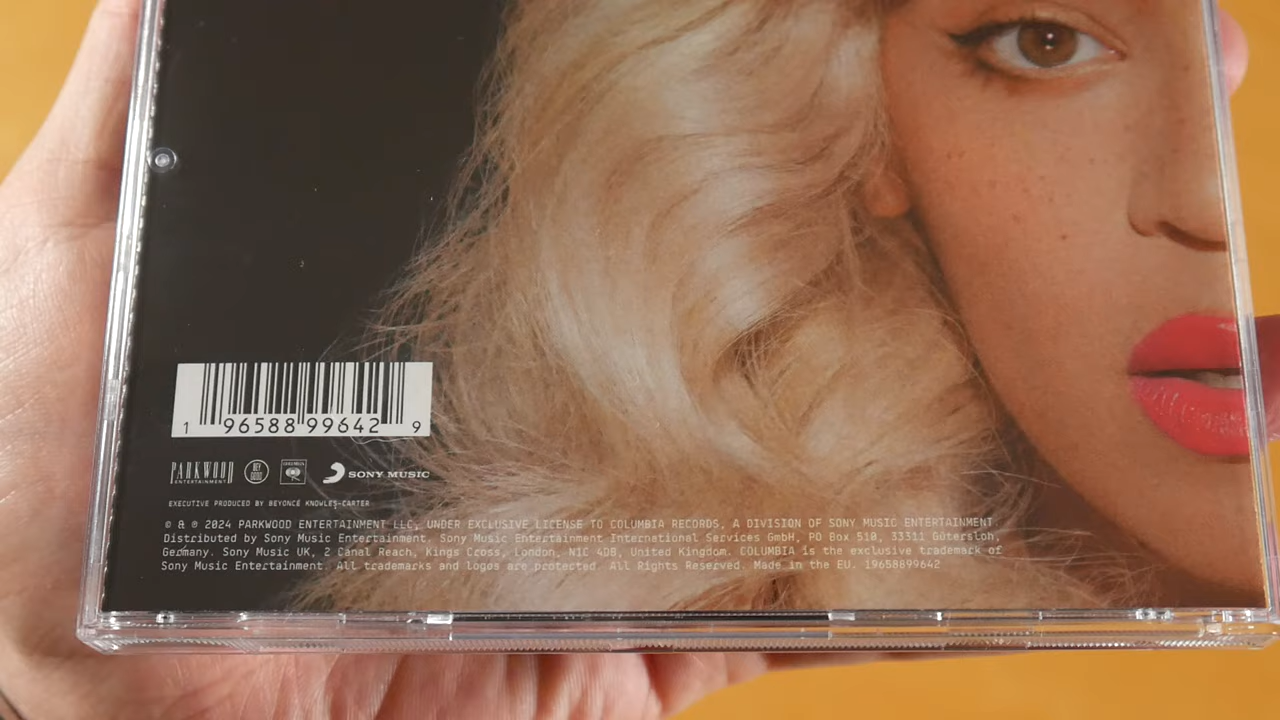 1 96588 99642 9
PARKWOOD ENTERTAINMENT BEY GOOD COLUMBIA SONY MUSIC
EXECUTIVE PRODUCED BY BEYONCÉ KNOWLES-CARTER
© & ℗ 2024 PARKWOOD ENTERTAINMENT LLC, UNDER EXCLUSIVE LICENSE TO COLUMBIA RECORDS, A DIVISION OF SONY MUSIC ENTERTAINMENT.
Distributed by Sony Music Entertainment. Sony Music Entertainment International Services GmbH, PO Box 510, 33311 Gütersloh,
Germany. Sony Music UK, 2 Canal Reach, Kings Cross, London, N1C 4DB, United Kingdom. COLUMBIA is the exclusive trademark of
Sony Music Entertainment. All trademarks and logos are protected. All Rights Reserved. Made in the EU. 19658899642